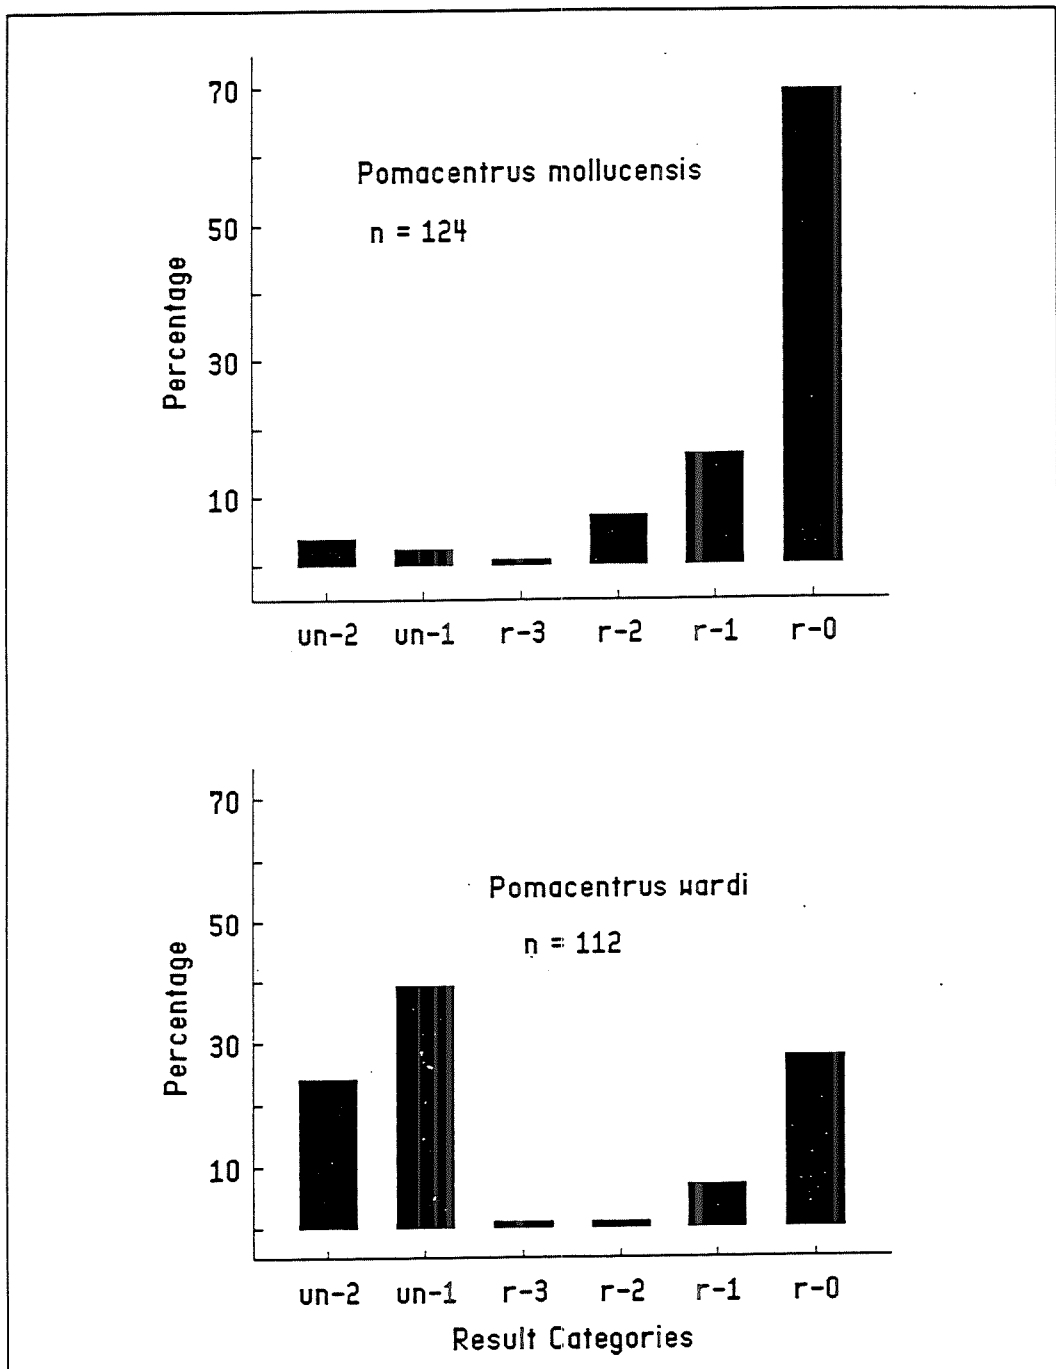 70
Pomacentrus mollucensis
n = 124
50
Percentage
30
10
un-2 un-1 r-3 r-2 r-1 r-0
70
Pomacentrus wardi
50
n = 112
Percentage
30
10
un-2 un-1 r-3 r-2 r-1 r-0
Result Categories